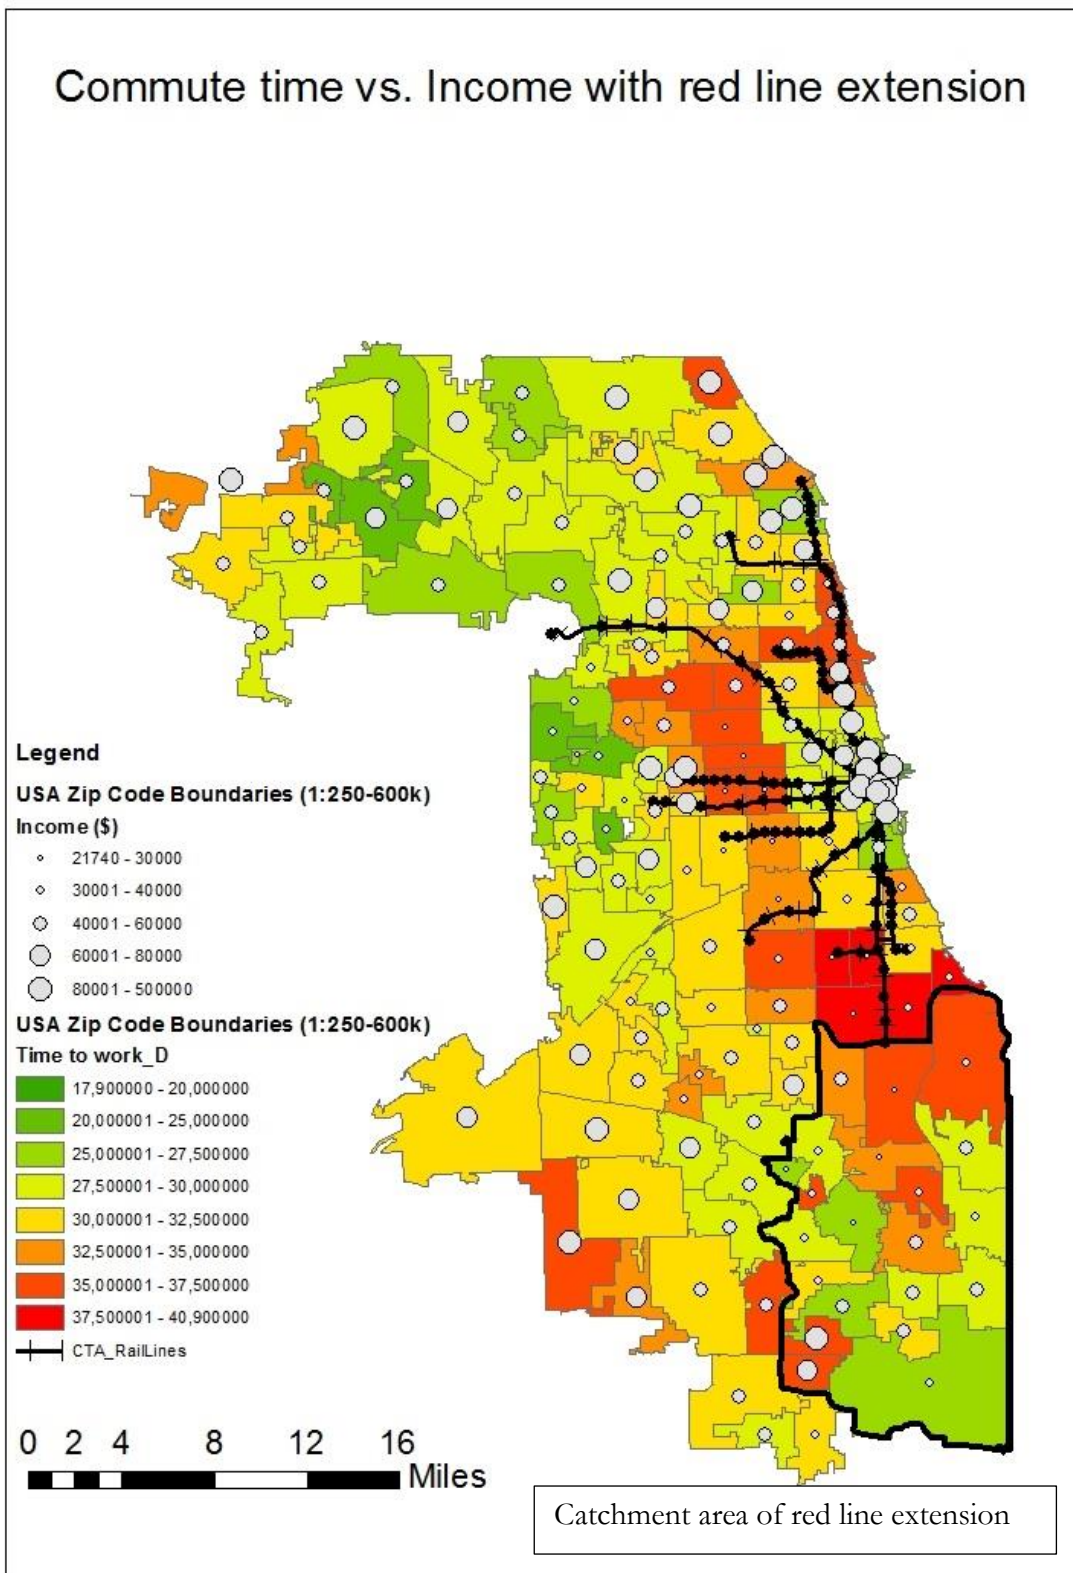 Commute time vs. Income with red line extension
Legend
USA Zip Code Boundaries (1:250-600k)
Income ($)
21740 - 30000
30001 - 40000
40001 - 60000
60001 - 80000
80001 - 500000
USA Zip Code Boundaries (1:250-600k)
Time to work_D
17,900000 - 20,000000
20,000001 - 25,000000
25,000001 - 27,500000
27,500001 - 30,000000
30,000001 - 32,500000
32,500001 - 35,000000
35,000001 - 37,500000
37,500001 - 40,900000
CTA_RailLines
0 2 4 8 12 16
Miles
Catchment area of red line extension